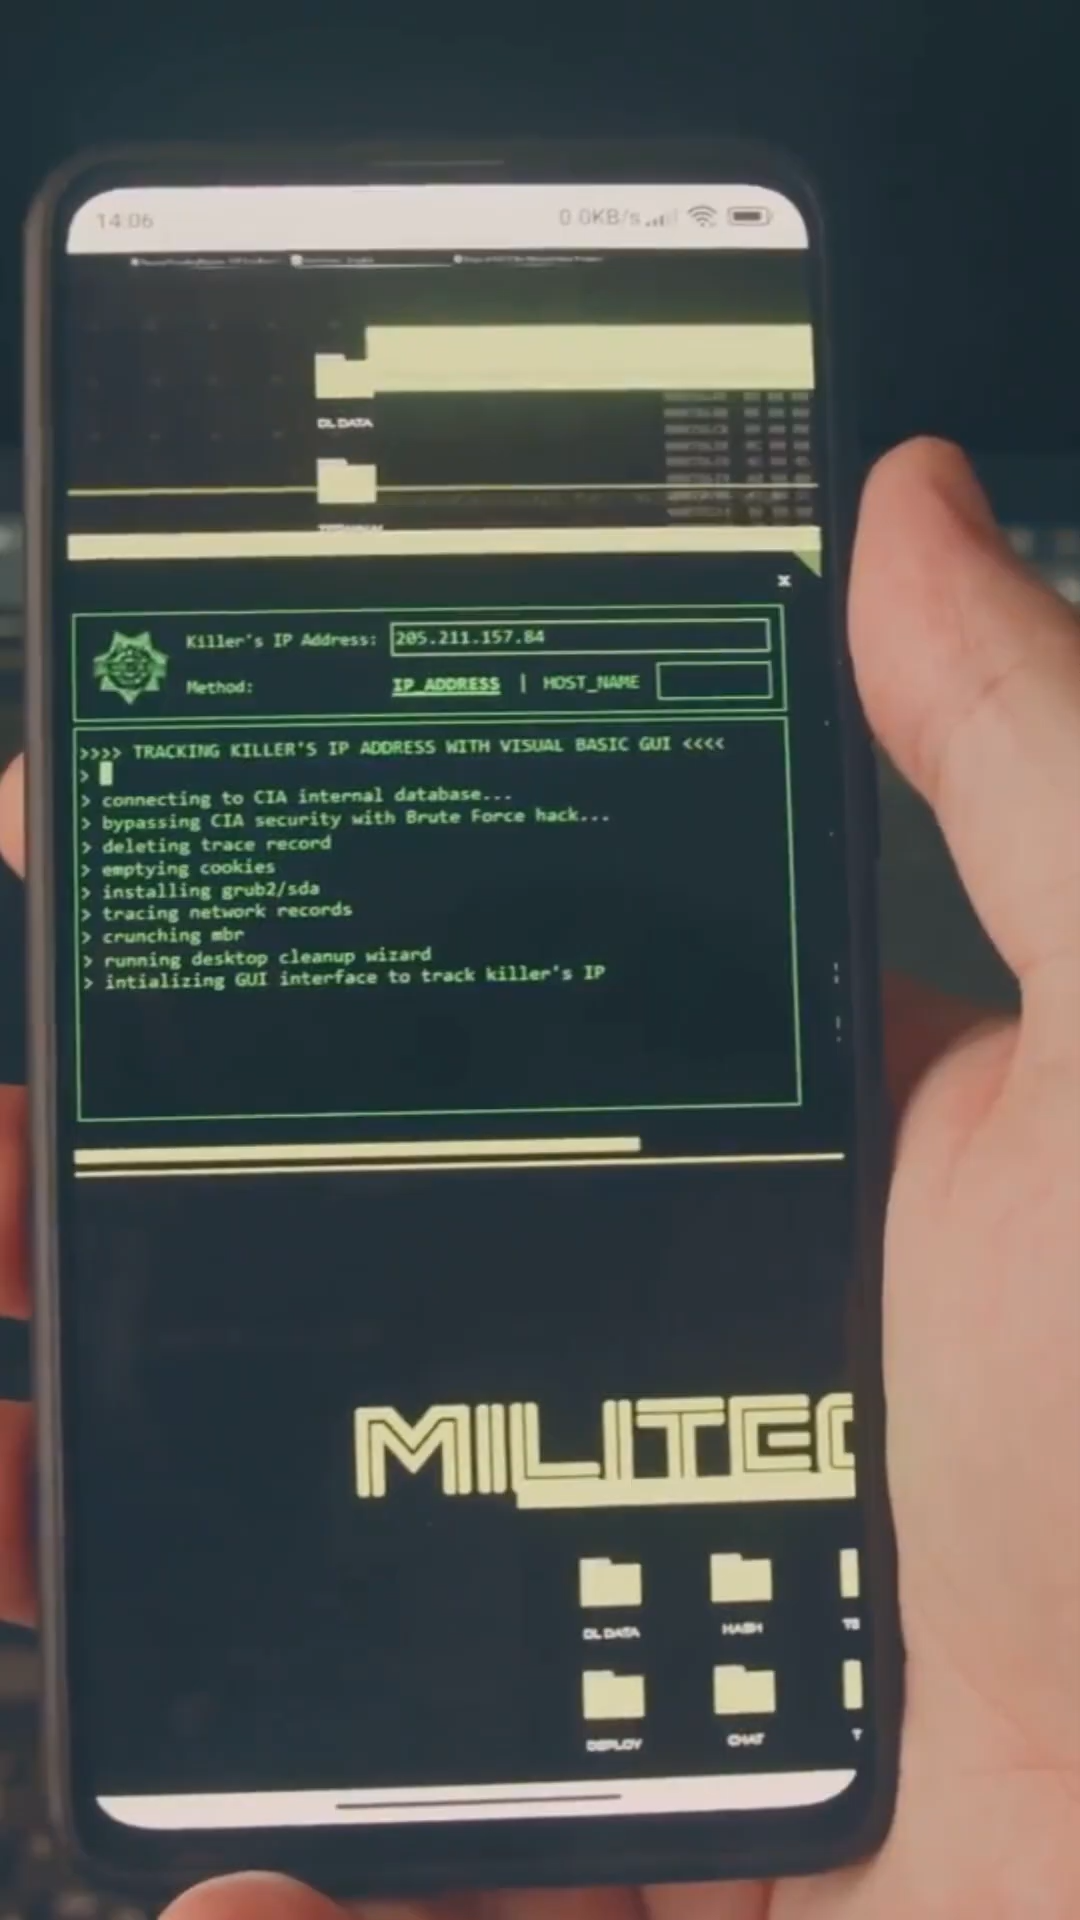 14:06
0.0KB/s
DL DATA
x
Killer's IP Address: 205.211.157.84
Method: IP_ADDRESS | HOST_NAME
>>>> TRACKING KILLER'S IP ADDRESS WITH VISUAL BASIC GUI <<<<
>
> connecting to CIA internal database...
> bypassing CIA security with Brute Force hack...
> deleting trace record
> emptying cookies
> installing grub2/sda
> tracing network records
> crunching mbr
> running desktop cleanup wizard
> intializing GUI interface to track killer's IP
MILITEC
DL DATA HASH
DEPLOY CHAT T